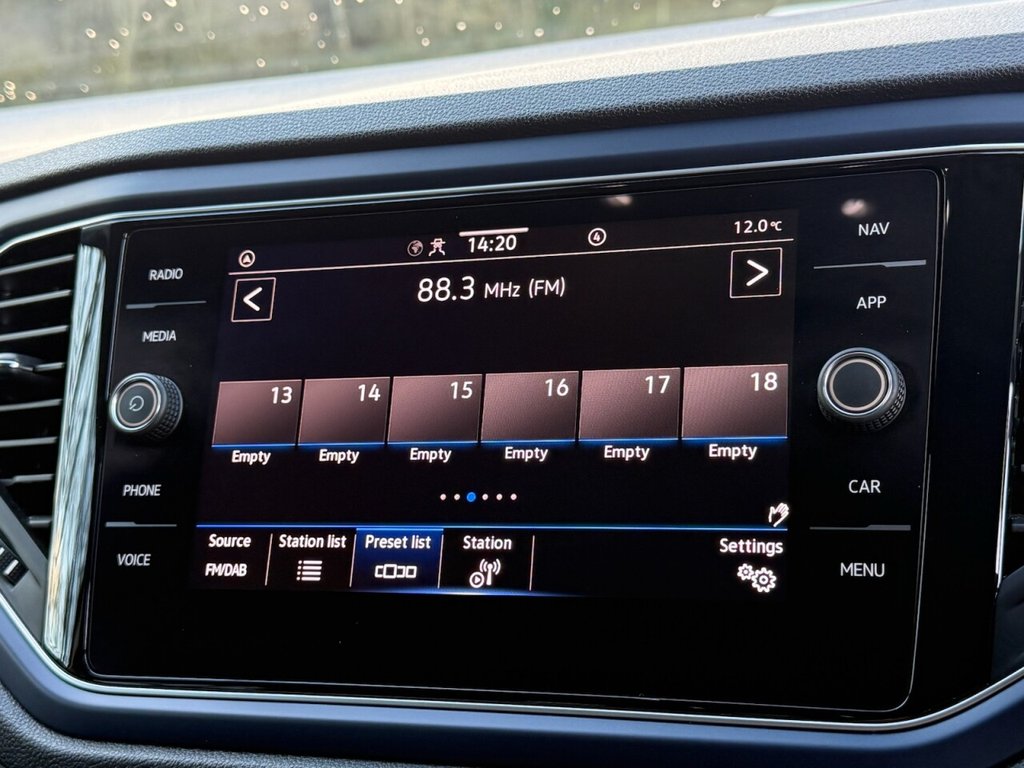 RADIO
MEDIA
PHONE
VOICE
14:20
4
12.0°C
<
88.3 MHz (FM)
>
13 14 15 16 17 18
Empty Empty Empty Empty Empty Empty
Source Station list Preset list Station Settings
FM/DAB
NAV
APP
CAR
MENU